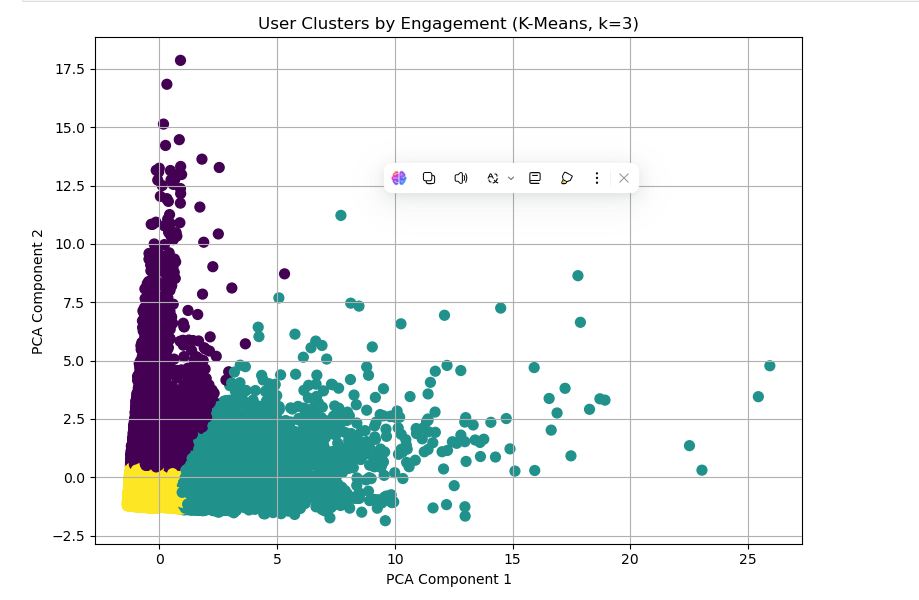 User Clusters by Engagement (K-Means, k=3)
17.5
15.0
12.5
10.0
7.5
5.0
2.5
0.0
−2.5
PCA Component 2
0 5 10 15 20 25
PCA Component 1